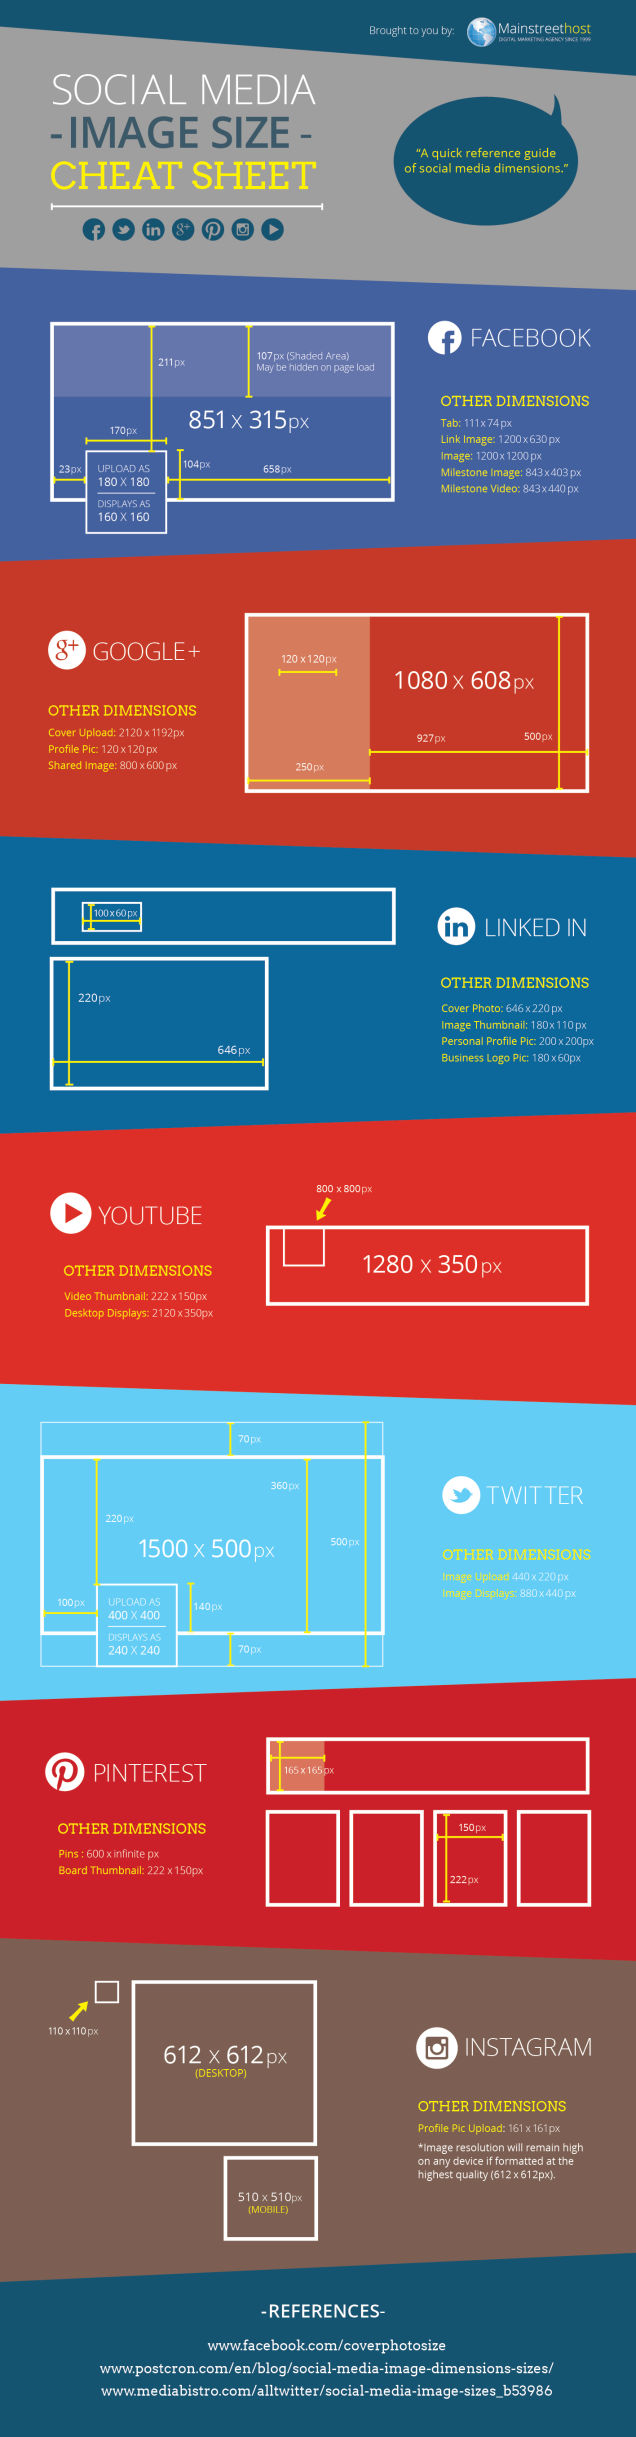 Brought to you by:
Mainstreethost
DIGITAL MARKETING AGENCY SINCE 1999
SOCIAL MEDIA
-IMAGE SIZE -
CHEAT SHEET
“A quick reference guide
of social media dimensions.”
FACEBOOK
211px
107px (Shaded Area)
May be hidden on page load
851 x 315px
170px
23px
104px
658px
UPLOAD AS
180 X 180
DISPLAYS AS
160 X 160
OTHER DIMENSIONS
Tab: 111 x 74 px
Link Image: 1200 x 630 px
Image: 1200 x 1200 px
Milestone Image: 843 x 403 px
Milestone Video: 843 x 440 px
GOOGLE+
OTHER DIMENSIONS
Cover Upload: 2120 x 1192px
Profile Pic: 120 x 120 px
Shared Image: 800 x 600 px
120 x 120px
1080 x 608px
927px
500px
250px
100 x 60 px
220px
646px
LINKED IN
OTHER DIMENSIONS
Cover Photo: 646 x 220 px
Image Thumbnail: 180 x 110 px
Personal Profile Pic: 200 x 200px
Business Logo Pic: 180 x 60px
YOUTUBE
OTHER DIMENSIONS
Video Thumbnail: 222 x 150px
Desktop Displays: 2120 x 350px
800 x 800px
1280 x 350px
70px
360px
220px
1500 x 500px
500px
100px
UPLOAD AS
400 X 400
DISPLAYS AS
240 X 240
140px
70px
TWITTER
OTHER DIMENSIONS
Image Upload 440 x 220 px
Image Displays: 880 x 440 px
PINTEREST
OTHER DIMENSIONS
Pins : 600 x infinite px
Board Thumbnail: 222 x 150px
165 x 165 px
150px
222px
110 x 110 px
612 x 612px
(DESKTOP)
510 x 510px
(MOBILE)
INSTAGRAM
OTHER DIMENSIONS
Profile Pic Upload: 161 x 161px
*Image resolution will remain high
on any device if formatted at the
highest quality (612 x 612px).
-REFERENCES-
www.facebook.com/coverphotosize
www.postcron.com/en/blog/social-media-image-dimensions-sizes/
www.mediabistro.com/alltwitter/social-media-image-sizes_b53986